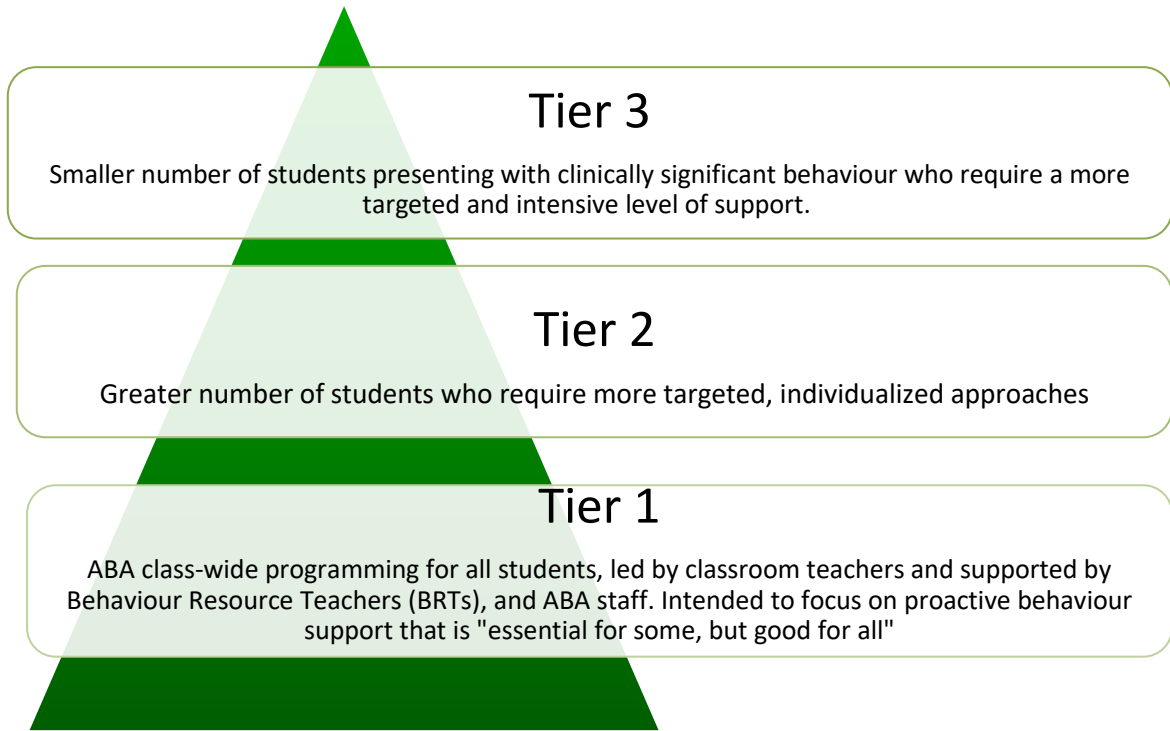 Tier 3
Smaller number of students presenting with clinically significant behaviour who require a more
targeted and intensive level of support.
Tier 2
Greater number of students who require more targeted, individualized approaches
Tier 1
ABA class-wide programming for all students, led by classroom teachers and supported by
Behaviour Resource Teachers (BRTs), and ABA staff. Intended to focus on proactive behaviour
support that is "essential for some, but good for all"